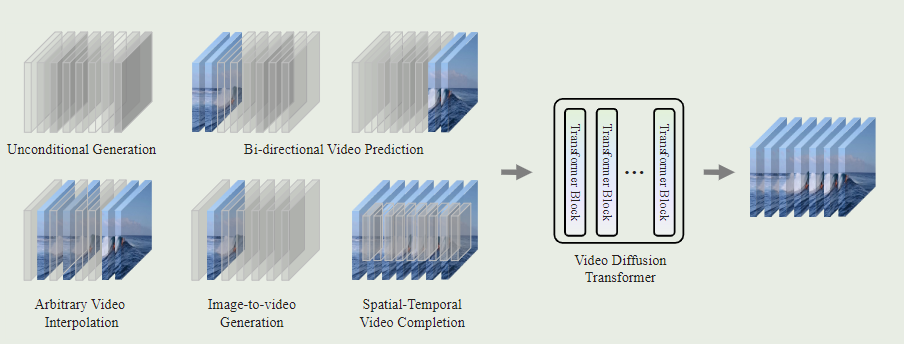 Unconditional Generation
Bi-directional Video Prediction
Arbitrary Video
Interpolation
Image-to-video
Generation
Spatial-Temporal
Video Completion
Transformer Block
Transformer Block
...
Transformer Block
Video Diffusion
Transformer